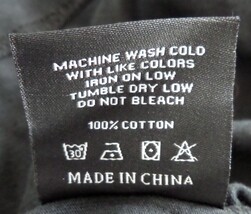 MACHINE WASH COLD
WITH LIKE COLORS
IRON ON LOW
TUMBLE DRY LOW
DO NOT BLEACH
100% COTTON
30
MADE IN CHINA